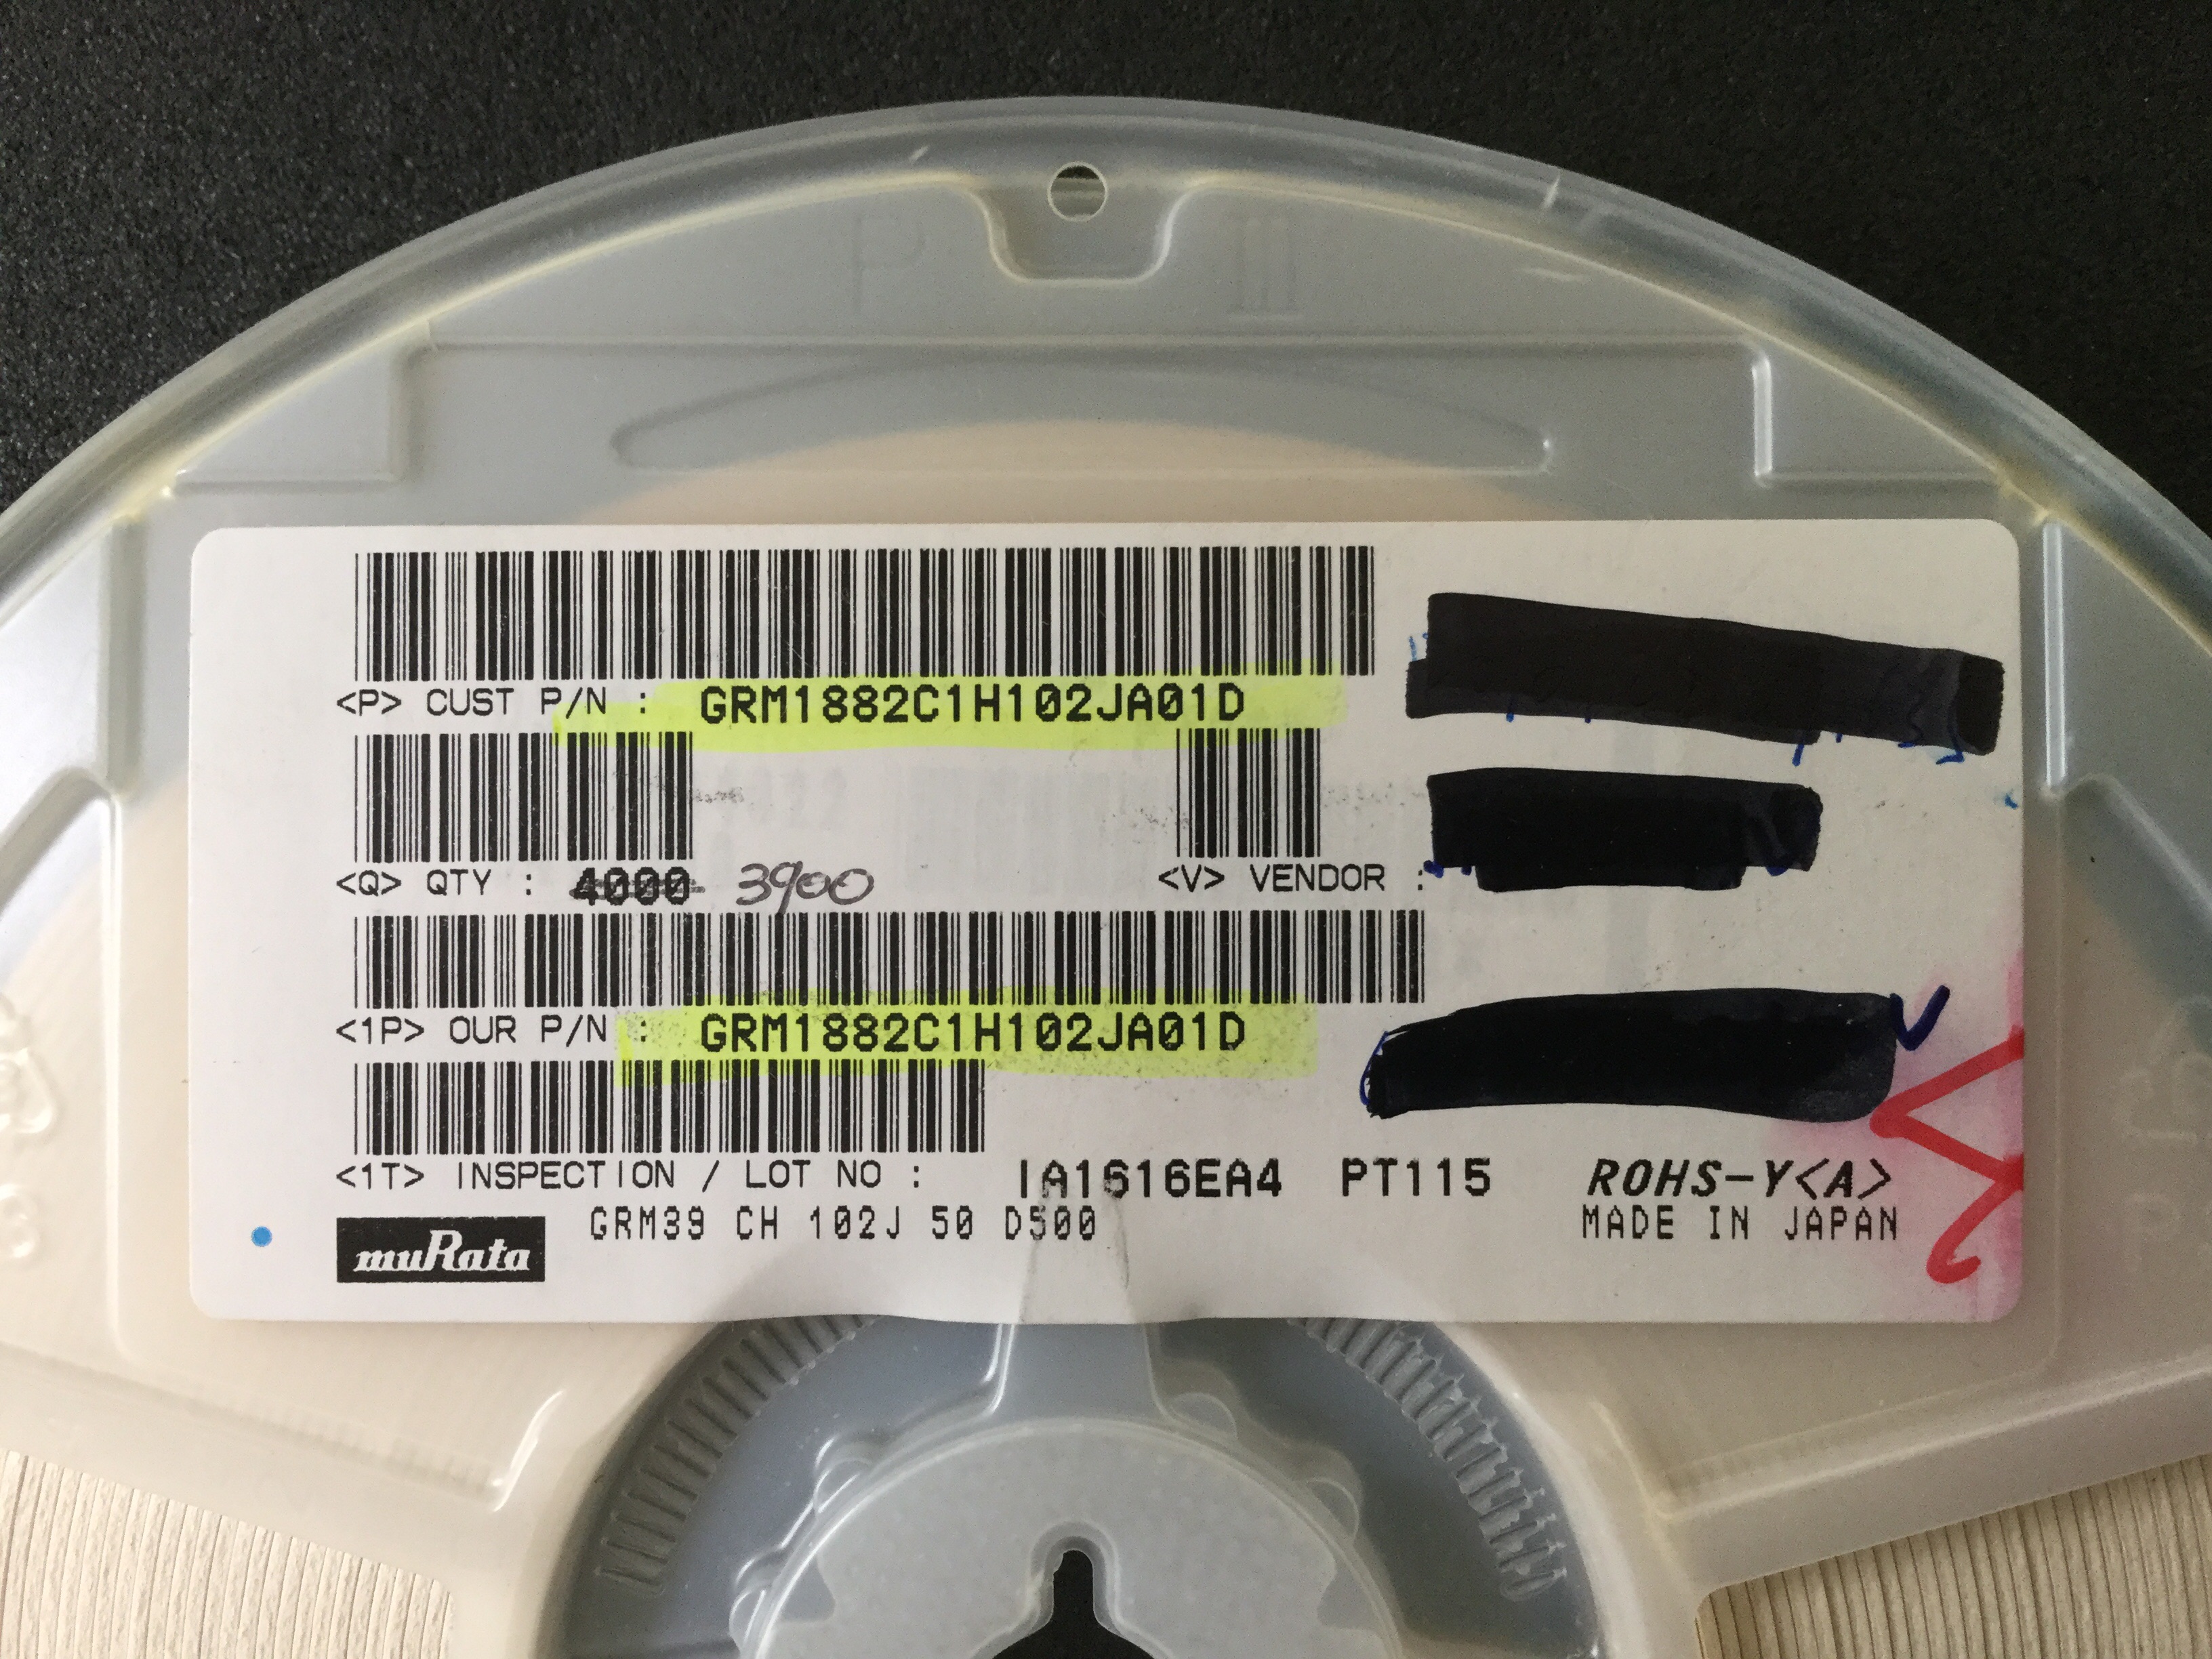 P III
<P> CUST P/N : GRM1882C1H102JA01D
<Q> QTY : 4000 3900 <V> VENDOR :
<1P> OUR P/N : GRM1882C1H102JA01D
<1T> INSPECTION / LOT NO : IA1616EA4 PT115 ROHS-Y<A>
muRata GRM39 CH 102J 50 D500 MADE IN JAPAN